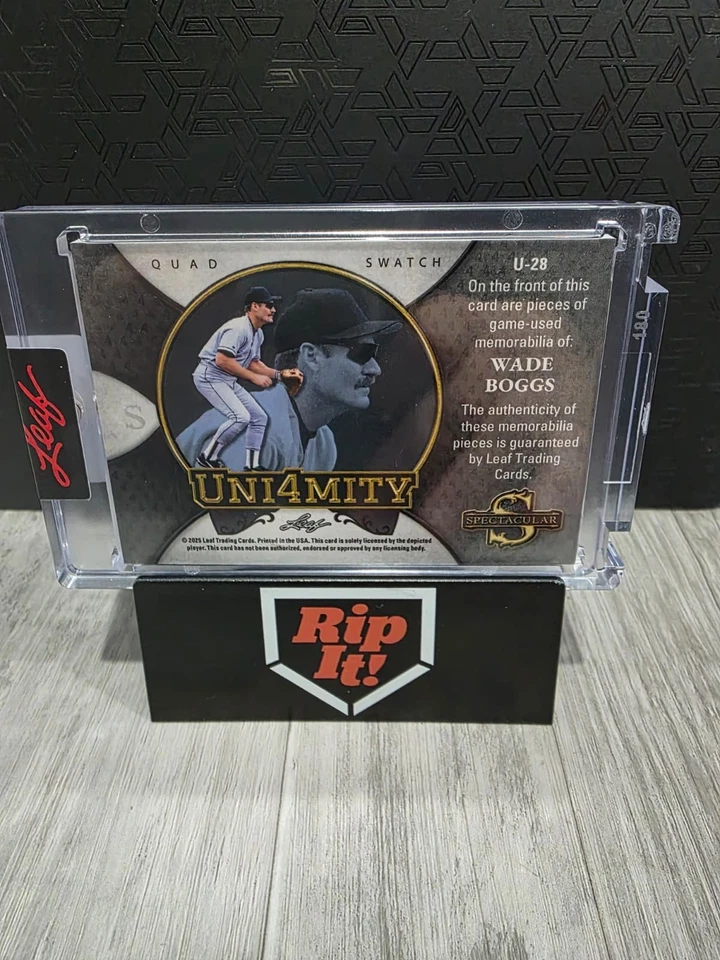 QUAD SWATCH
U-28
On the front of this
card are pieces of
game-used
memorabilia of:
WADE
BOGGS
The authenticity of
these memorabilia
pieces is guaranteed
by Leaf Trading
Cards.
S
Leaf
UNI4MITY
Leaf
S
SPECTACULAR
© 2025 Leaf Trading Cards. Printed in the USA. This card is solely licensed by the depicted
player. This card has not been authorized, endorsed or approved by any licensing body.
180
Rip
It!